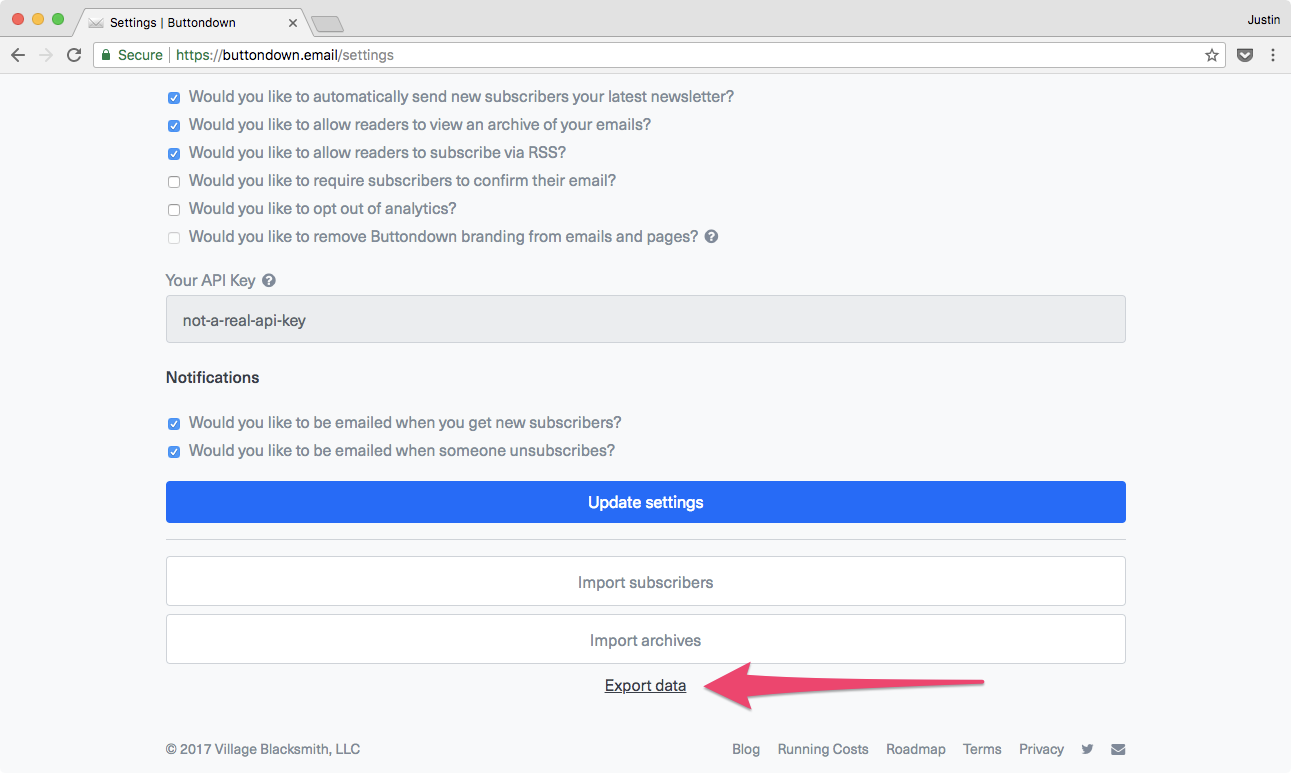 Settings | Buttondown
Justin
Secure
https://buttondown.email/settings
Would you like to automatically send new subscribers your latest newsletter?
Would you like to allow readers to view an archive of your emails?
Would you like to allow readers to subscribe via RSS?
Would you like to require subscribers to confirm their email?
Would you like to opt out of analytics?
Would you like to remove Buttondown branding from emails and pages? ?
Your API Key ?
not-a-real-api-key
Notifications
Would you like to be emailed when you get new subscribers?
Would you like to be emailed when someone unsubscribes?
Update settings
Import subscribers
Import archives
Export data
© 2017 Village Blacksmith, LLC
Blog Running Costs Roadmap Terms Privacy